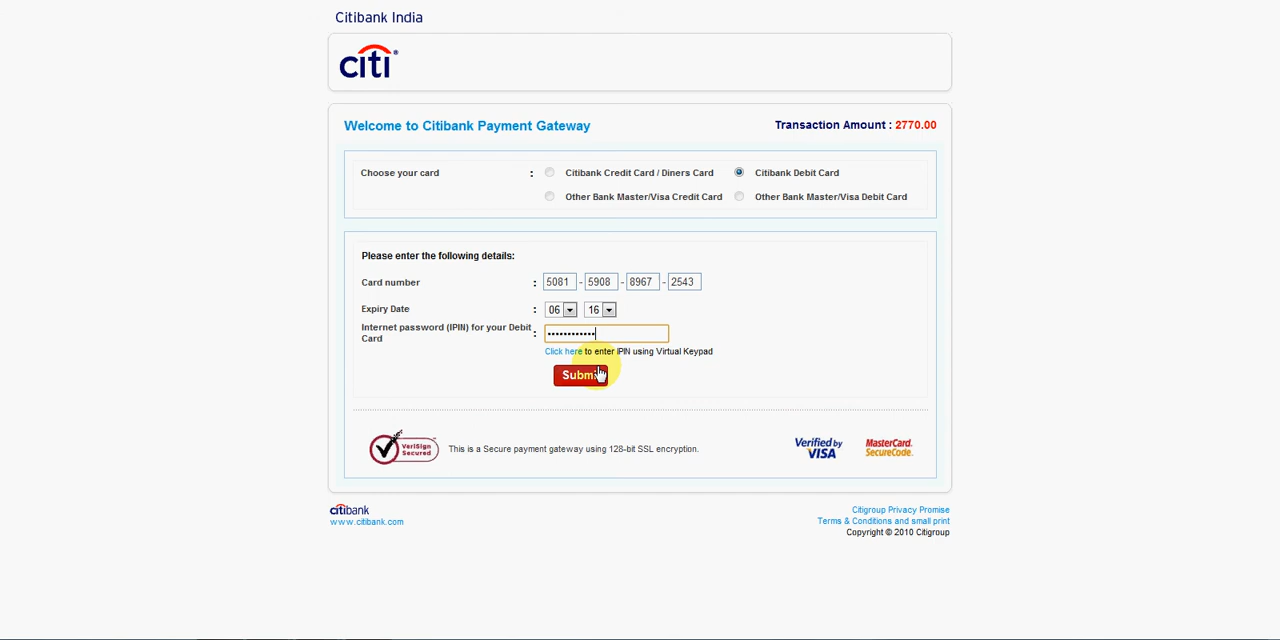 Citibank India
citi®
Welcome to Citibank Payment Gateway
Transaction Amount : 2770.00
Choose your card : Citibank Credit Card / Diners Card Citibank Debit Card
Other Bank Master/Visa Credit Card Other Bank Master/Visa Debit Card
Please enter the following details:
Card number : 5081 - 5908 - 8967 - 2543
Expiry Date : 06 16
Internet password (IPIN) for your Debit
Card : ••••••••••••
Click here to enter IPIN using Virtual Keypad
Submit
VeriSign
Secured
This is a Secure payment gateway using 128-bit SSL encryption.
Verified by
VISA
MasterCard.
SecureCode.
citibank
www.citibank.com
Citigroup Privacy Promise
Terms & Conditions and small print
Copyright © 2010 Citigroup